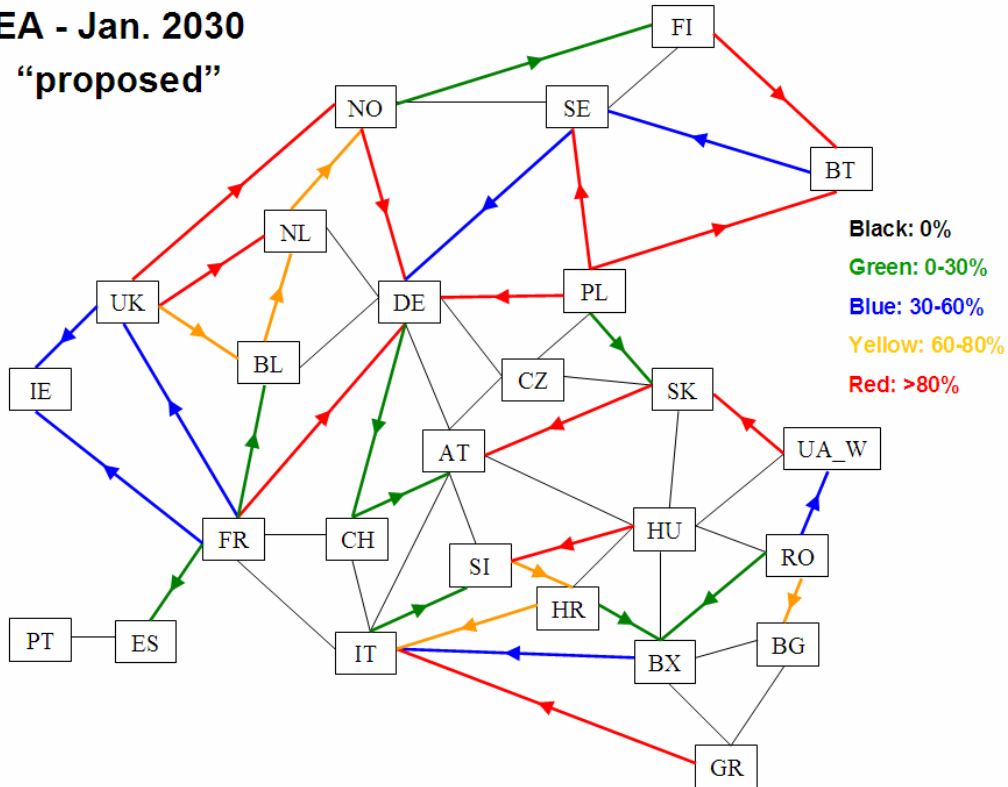 EA - Jan. 2030
“proposed”
FI
NO
SE
BT
NL
Black: 0%
Green: 0-30%
UK
DE
PL
Blue: 30-60%
BL
Yellow: 60-80%
IE
CZ
SK
Red: >80%
AT
UA_W
FR
CH
HU
RO
SI
HR
PT
ES
IT
BX
BG
GR